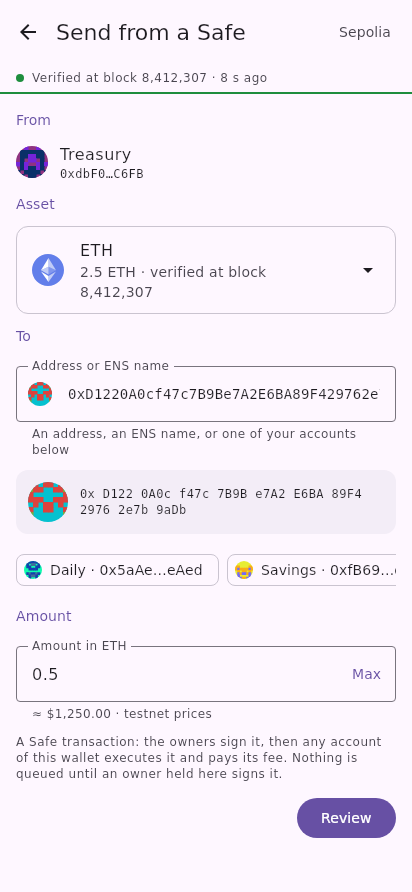 Send from a Safe
Sepolia
Verified at block 8,412,307 · 8 s ago
From
Treasury
0xdbF0…C6FB
Asset
ETH
2.5 ETH · verified at block
8,412,307
To
Address or ENS name
0xD1220A0cf47c7B9Be7A2E6BA89F429762e
An address, an ENS name, or one of your accounts
below
0x D122 0A0c f47c 7B9B e7A2 E6BA 89F4
2976 2e7b 9aDb
Daily · 0x5aAe…eAed
Savings · 0xfB69…
Amount
Amount in ETH
0.5
Max
≈ $1,250.00 · testnet prices
A Safe transaction: the owners sign it, then any account
of this wallet executes it and pays its fee. Nothing is
queued until an owner held here signs it.
Review